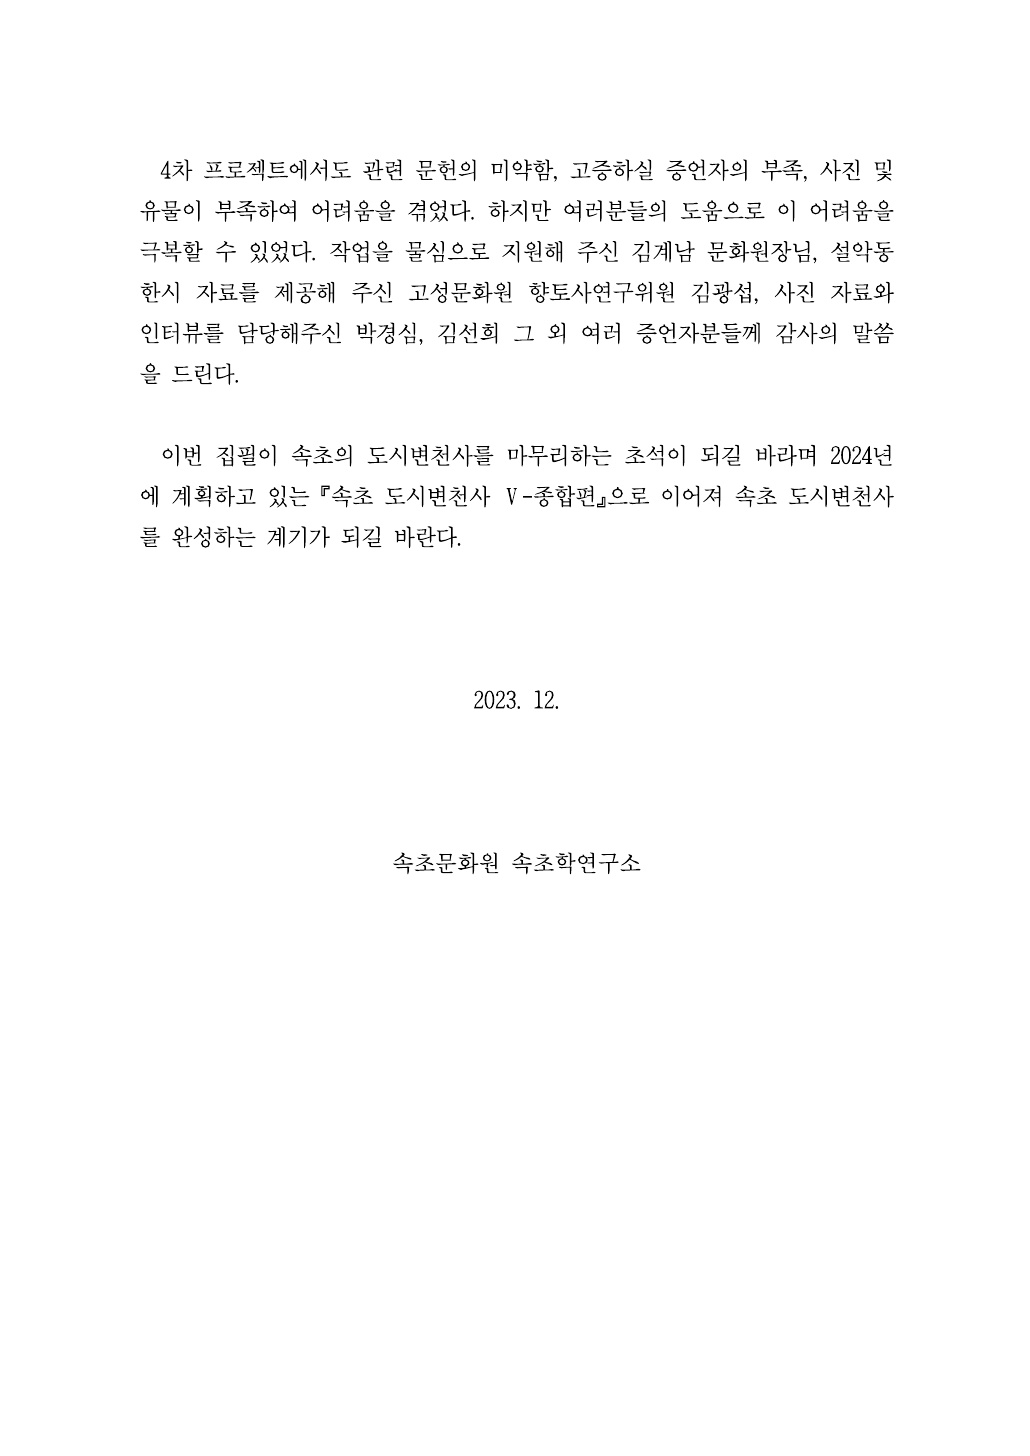 4차 프로젝트에서도 관련 문헌의 미약함, 고증하실 증언자의 부족, 사진 및
유물이 부족하여 어려움을 겪었다. 하지만 여러분들의 도움으로 이 어려움을
극복할 수 있었다. 작업을 물심으로 지원해 주신 김계남 문화원장님, 설악동
한시 자료를 제공해 주신 고성문화원 향토사연구위원 김광섭, 사진 자료와
인터뷰를 담당해주신 박경심, 김선희 그 외 여러 증언자분들께 감사의 말씀
을 드린다.
이번 집필이 속초의 도시변천사를 마무리하는 초석이 되길 바라며 2024년
에 계획하고 있는『속초 도시변천사 Ⅴ-종합편』으로 이어져 속초 도시변천사
를 완성하는 계기가 되길 바란다.
2023. 12.
속초문화원 속초학연구소